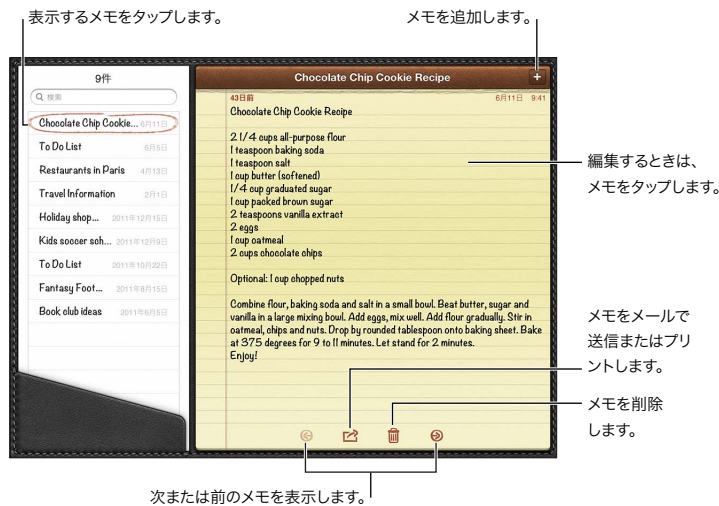 表示するメモをタップします。
メモを追加します。
9件
検索
Chocolate Chip Cookie... 6月11日
To Do List 6月5日
Restaurants in Paris 4月13日
Travel Information 2月1日
Holiday shop... 2011年12月15日
Kids soccer sch... 2011年12月9日
To Do List 2011年10月22日
Fantasy Foot... 2011年8月15日
Book club ideas 2011年6月5日
Chocolate Chip Cookie Recipe
+
43日前 6月11日 9:41
Chocolate Chip Cookie Recipe
2 1/4 cups all-purpose flour
1 teaspoon baking soda
1 teaspoon salt
1 cup butter (softened)
1/4 cup graduated sugar
1 cup packed brown sugar
2 teaspoons vanilla extract
2 eggs
1 cup oatmeal
2 cups chocolate chips
Optional: 1 cup chopped nuts
Combine flour, baking soda and salt in a small bowl. Beat butter, sugar and
vanilla in a large mixing bowl. Add eggs, mix well. Add flour gradually. Stir in
oatmeal, chips and nuts. Drop by rounded tablespoon onto baking sheet. Bake
at 375 degrees for 9 to 11 minutes. Let stand for 2 minutes.
Enjoy!
編集するときは、
メモをタップします。
メモをメールで
送信またはプリ
ントします。
メモを削除
します。
次または前のメモを表示します。